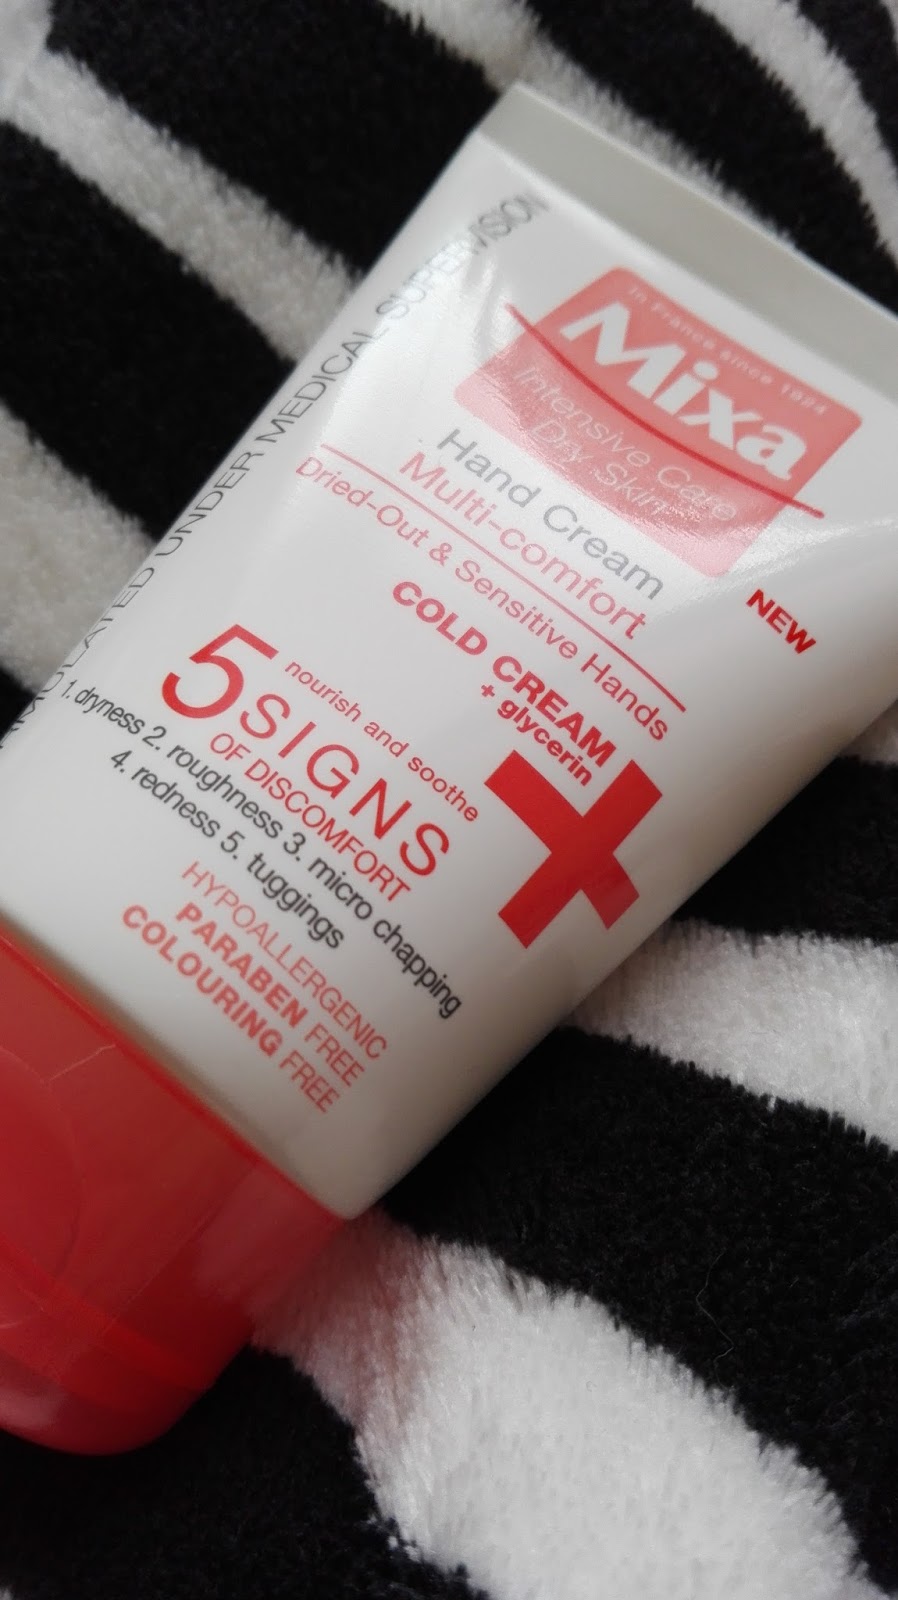 In France since 1924
Mixa
Intensive Care
Dry Skin
Hand Cream
Multi-comfort
Dried-Out & Sensitive Hands
NEW
COLD CREAM
+ glycerin
nourish and soothe
5 SIGNS
OF DISCOMFORT
1. dryness 2. roughness 3. micro chapping
4. redness 5. tuggings
HYPOALLERGENIC
PARABEN FREE
COLOURING FREE
UNDER MEDICAL SUPERVISION